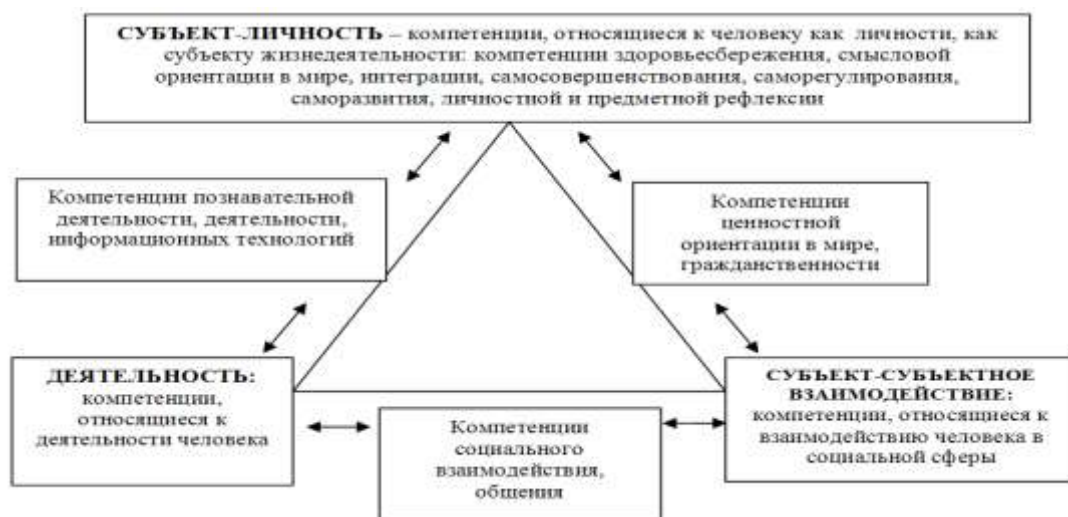 СУБЪЕКТ-ЛИЧНОСТЬ – компетенции, относящиеся к человеку как личности, как
субъекту жизнедеятельности: компетенции здоровьесбережения, смысловой
ориентации в мире, интеграции, самосовершенствования, саморегулирования,
саморазвития, личностной и предметной рефлексии
Компетенции познавательной
деятельности, деятельности,
информационных технологий
Компетенции
ценностной
ориентации в мире,
гражданственности
ДЕЯТЕЛЬНОСТЬ:
компетенции,
относящиеся к
деятельности человека
Компетенции
социального
взаимодействия,
общения
СУБЪЕКТ-СУБЪЕКТНОЕ
ВЗАИМОДЕЙСТВИЕ:
компетенции, относящиеся к
взаимодействию человека в
социальной сферы